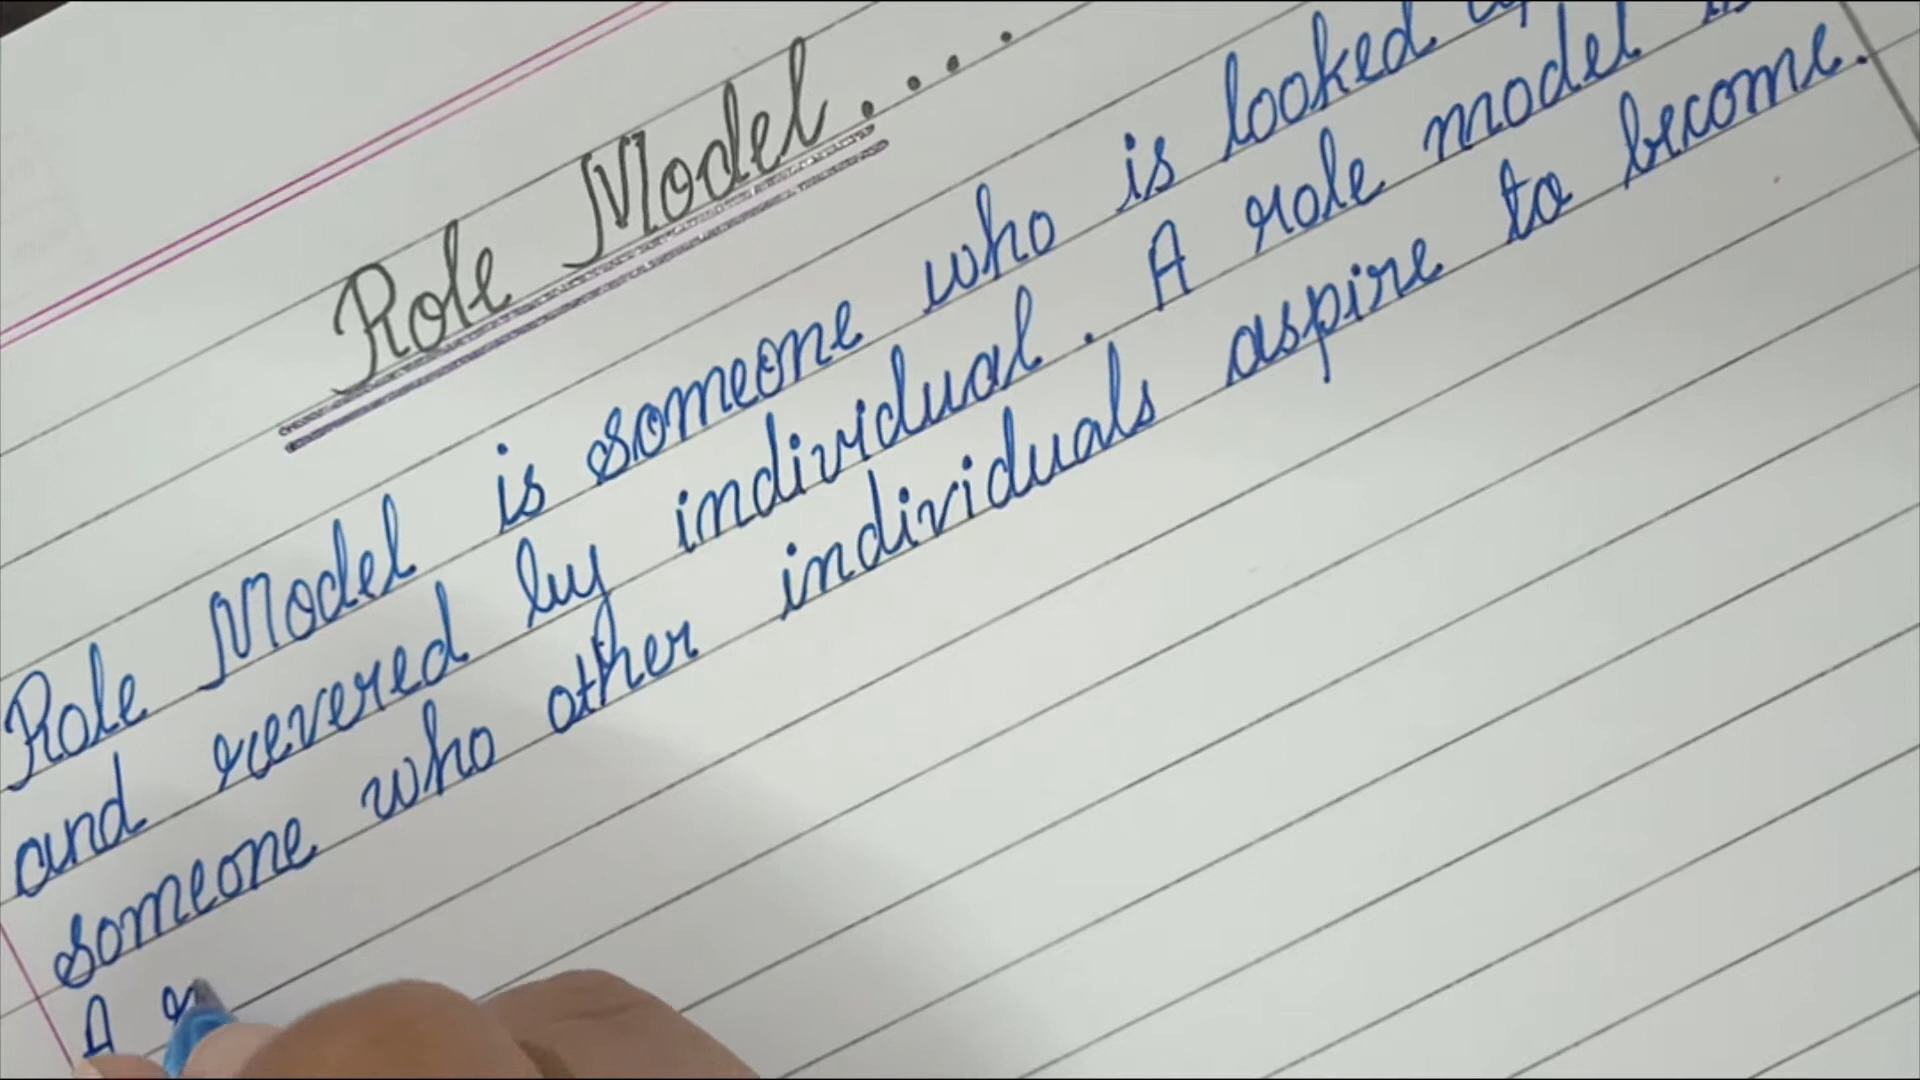 Role Model....
Role Model is someone who is looked
and revered by individual. A role model
someone who other individuals aspire to become.
A